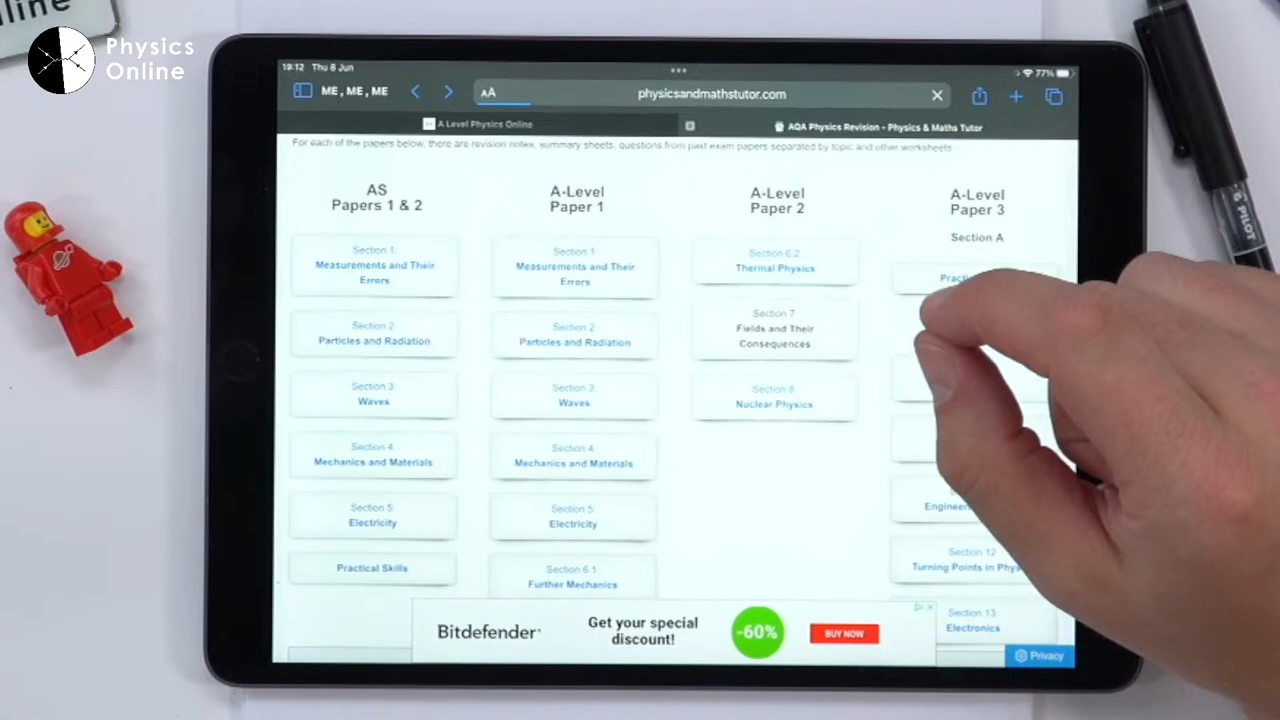 Physics
Online
19:12 Thu 8 Jun
77%
ME, ME, ME
AA
physicsandmathstutor.com
A Level Physics Online
AQA Physics Revision - Physics & Maths Tutor
For each of the papers below, there are revision notes, summary sheets, questions from past exam papers separated by topic and other worksheets
AS
Papers 1 & 2
Section 1:
Measurements and Their
Errors
Section 2:
Particles and Radiation
Section 3
Waves
Section 4
Mechanics and Materials
Section 5:
Electricity
Practical Skills
A-Level
Paper 1
Section 1:
Measurements and Their
Errors
Section 2:
Particles and Radiation
Section 3:
Waves
Section 4:
Mechanics and Materials
Section 5:
Electricity
Section 6.1:
Further Mechanics
A-Level
Paper 2
Section 6.2:
Thermal Physics
Section 7
Fields and Their
Consequences
Section 8:
Nuclear Physics
A-Level
Paper 3
Section A
Section 12
Turning Points in
Section 13:
Electronics
Bitdefender
Get your special
discount!
-60%
BUY NOW
Privacy
PILOT